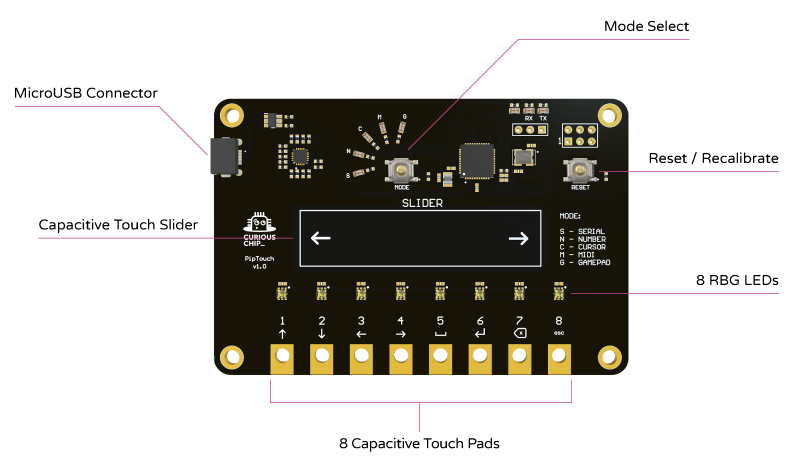 Mode Select
MicroUSB Connector
RX TX
M
G
C
N
S
1
MODE
RESET
Reset / Recalibrate
SLIDER
Capacitive Touch Slider
CURIOUS
CHIP_
PipTouch
v1.0
MODE:
S - SERIAL
N - NUMBER
C - CURSOR
M - MIDI
G - GAMEPAD
8 RBG LEDs
1 2 3 4 5 6 7 8
↑ ↓ ← → ⌴ ↵ ⌫ esc
8 Capacitive Touch Pads